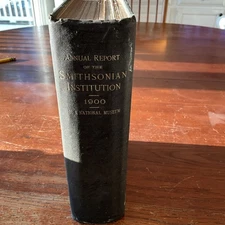 ANNUAL REPORT
OF THE
SMITHSONIAN
INSTITUTION
1900
U.S. NATIONAL MUSEUM